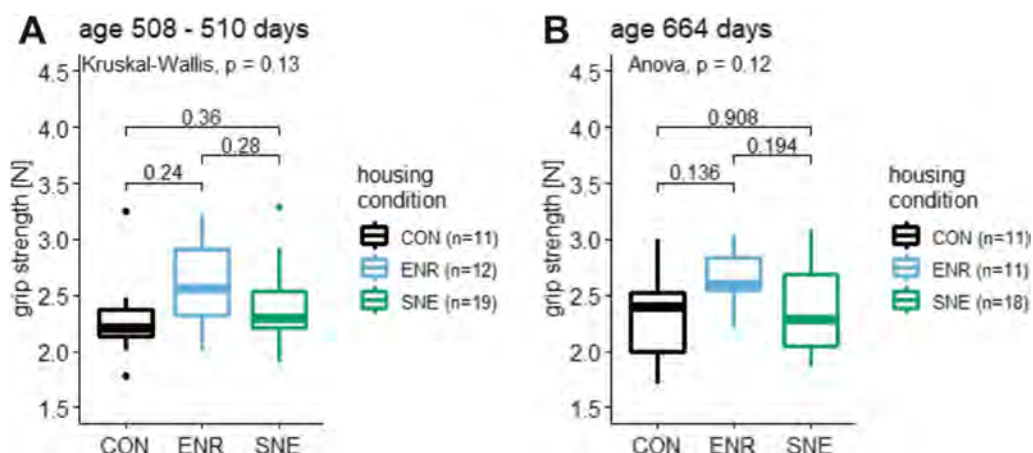 A age 508 - 510 days
Kruskal-Wallis, p = 0.13
4.5
4.0
3.5
3.0
2.5
2.0
1.5
grip strength [N]
0.36
0.28
0.24
CON ENR SNE
housing
condition
CON (n=11)
ENR (n=12)
SNE (n=19)
B age 664 days
Anova, p = 0.12
4.5
4.0
3.5
3.0
2.5
2.0
1.5
grip strength [N]
0.908
0.194
0.136
CON ENR SNE
housing
condition
CON (n=11)
ENR (n=11)
SNE (n=18)